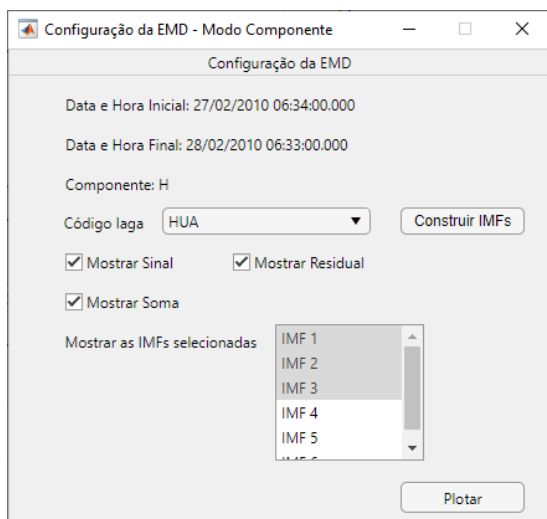 Configuração da EMD - Modo Componente
Configuração da EMD
Data e Hora Inicial: 27/02/2010 06:34:00.000
Data e Hora Final: 28/02/2010 06:33:00.000
Componente: H
Código Iaga HUA Construir IMFs
Mostrar Sinal Mostrar Residual
Mostrar Soma
Mostrar as IMFs selecionadas
IMF 1
IMF 2
IMF 3
IMF 4
IMF 5
Plotar